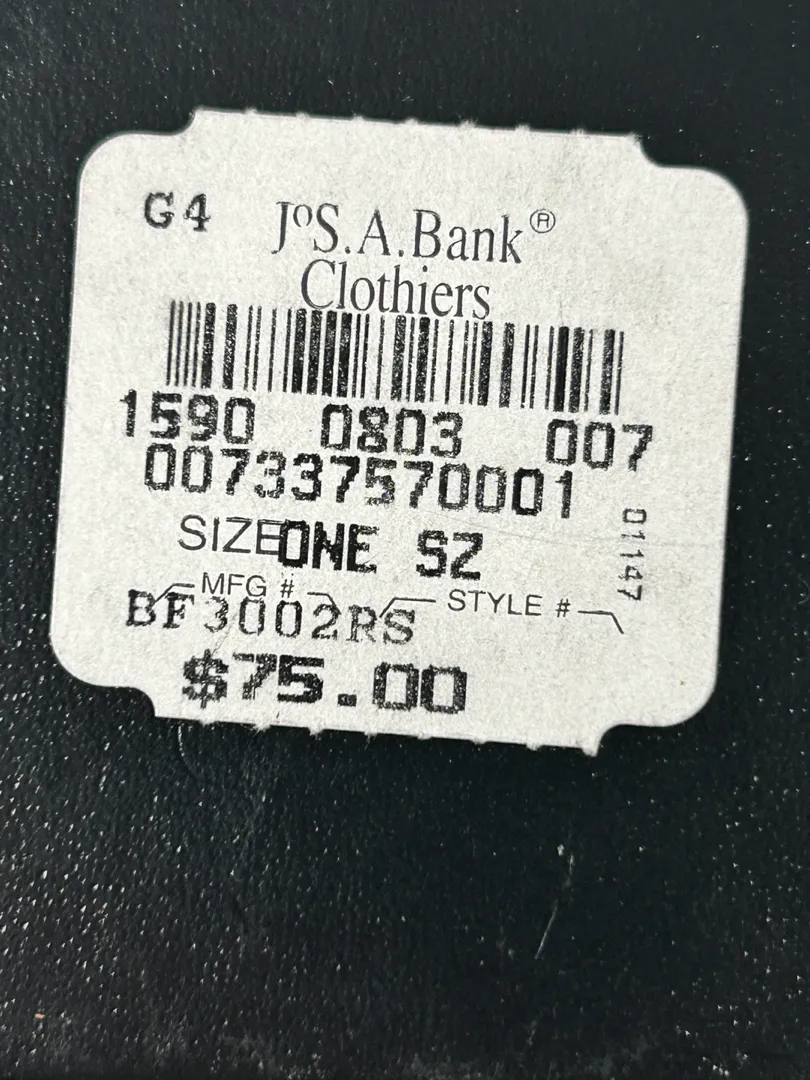 G4
JoS.A.Bank®
Clothiers
1590 0803 007
007337570001
SIZE ONE SZ
01147
MFG # STYLE #
BF3002RS
$75.00